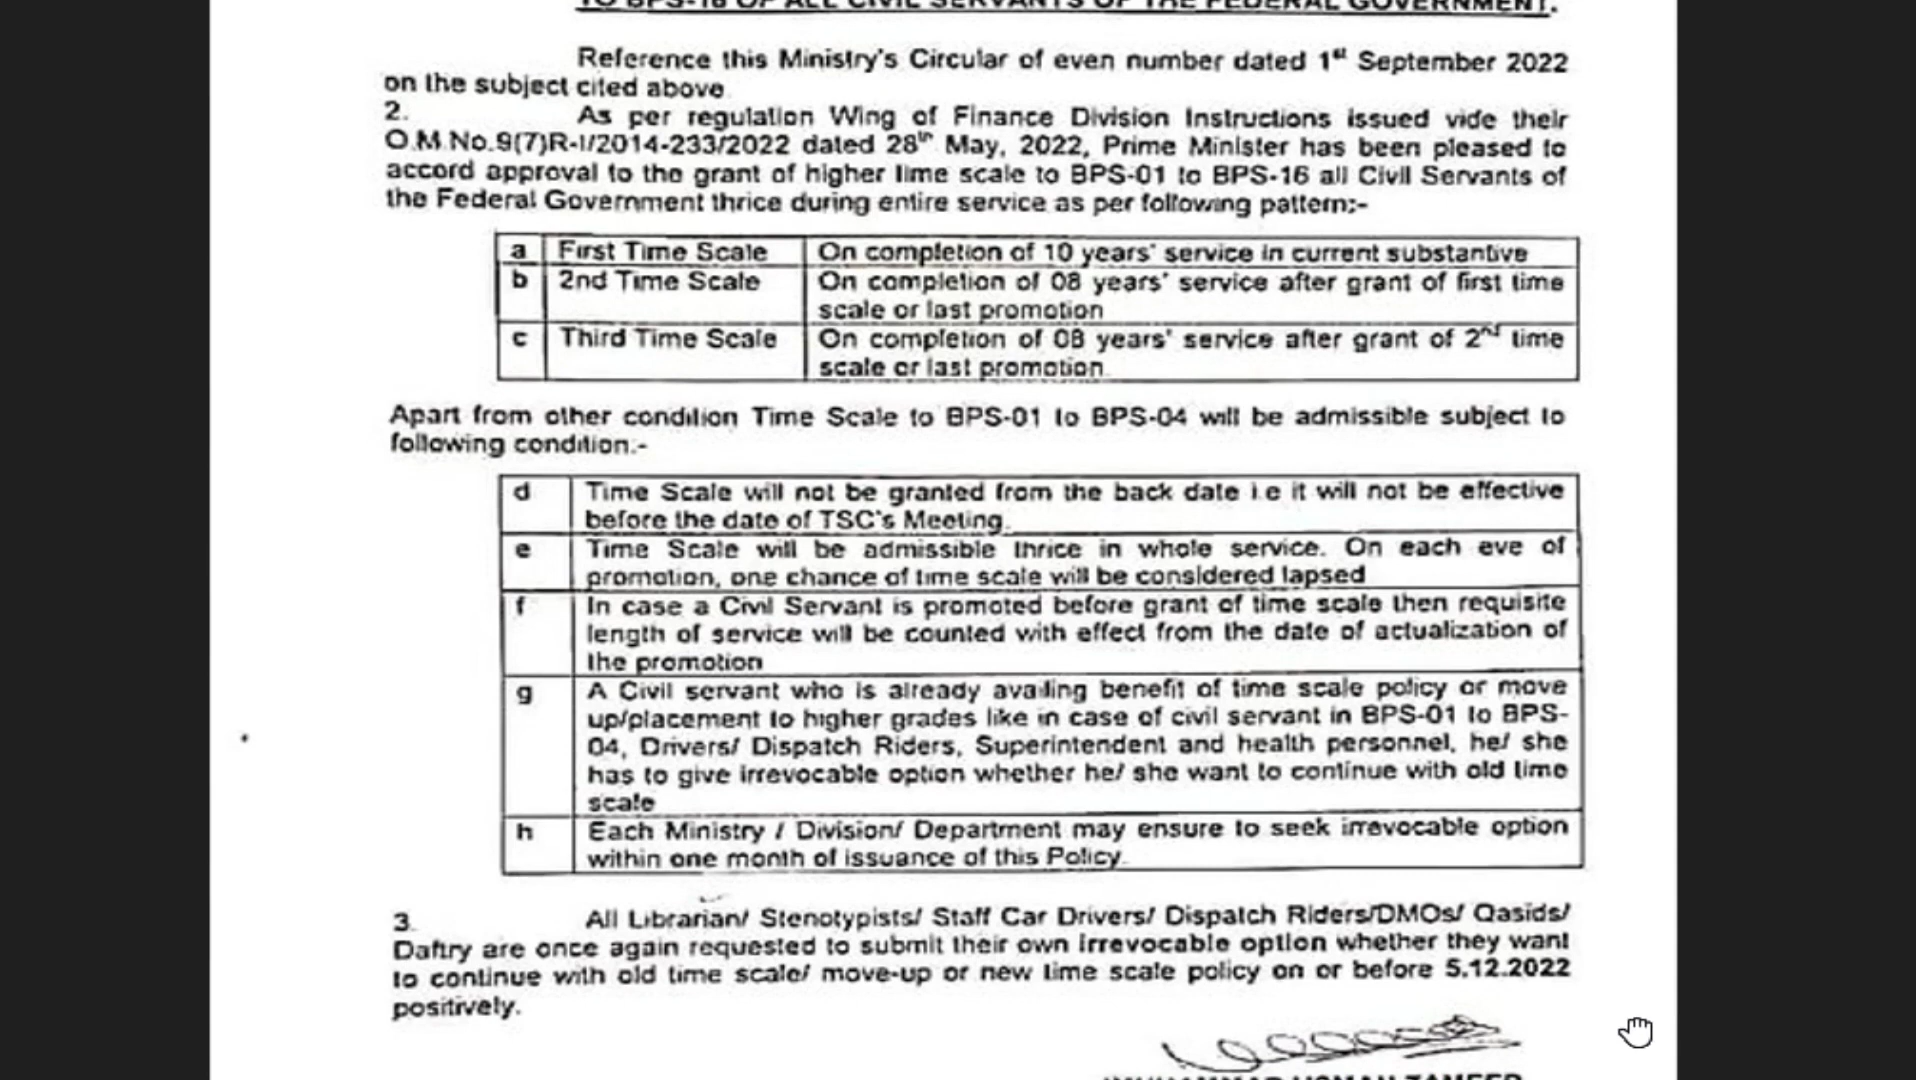 TO BPS-16 OF ALL CIVIL SERVANTS OF THE FEDERAL GOVERNMENT.
Reference this Ministry's Circular of even number dated 1st September 2022
on the subject cited above
2. As per regulation Wing of Finance Division Instructions issued vide their
O.M.No.9(7)R-I/2014-233/2022 dated 28th May, 2022, Prime Minister has been pleased to
accord approval to the grant of higher time scale to BPS-01 to BPS-16 all Civil Servants of
the Federal Government thrice during entire service as per following pattern:-
a First Time Scale On completion of 10 years' service in current substantive
b 2nd Time Scale On completion of 08 years' service after grant of first time
scale or last promotion
c Third Time Scale On completion of 08 years' service after grant of 2nd time
scale or last promotion
Apart from other condition Time Scale to BPS-01 to BPS-04 will be admissible subject to
following condition:-
d Time Scale will not be granted from the back date i.e it will not be effective
before the date of TSC's Meeting.
e Time Scale will be admissible thrice in whole service. On each eve of
promotion, one chance of time scale will be considered lapsed
f In case a Civil Servant is promoted before grant of time scale then requisite
length of service will be counted with effect from the date of actualization of
the promotion
g A Civil servant who is already availing benefit of time scale policy or move
up/placement to higher grades like in case of civil servant in BPS-01 to BPS-
04, Drivers/ Dispatch Riders, Superintendent and health personnel, he/ she
has to give irrevocable option whether he/ she want to continue with old time
scale
h Each Ministry / Division/ Department may ensure to seek irrevocable option
within one month of issuance of this Policy.
3. All Librarian/ Stenotypists/ Staff Car Drivers/ Dispatch Riders/DMOs/ Qasids/
Daftry are once again requested to submit their own irrevocable option whether they want
to continue with old time scale/ move-up or new time scale policy on or before 5.12.2022
positively.